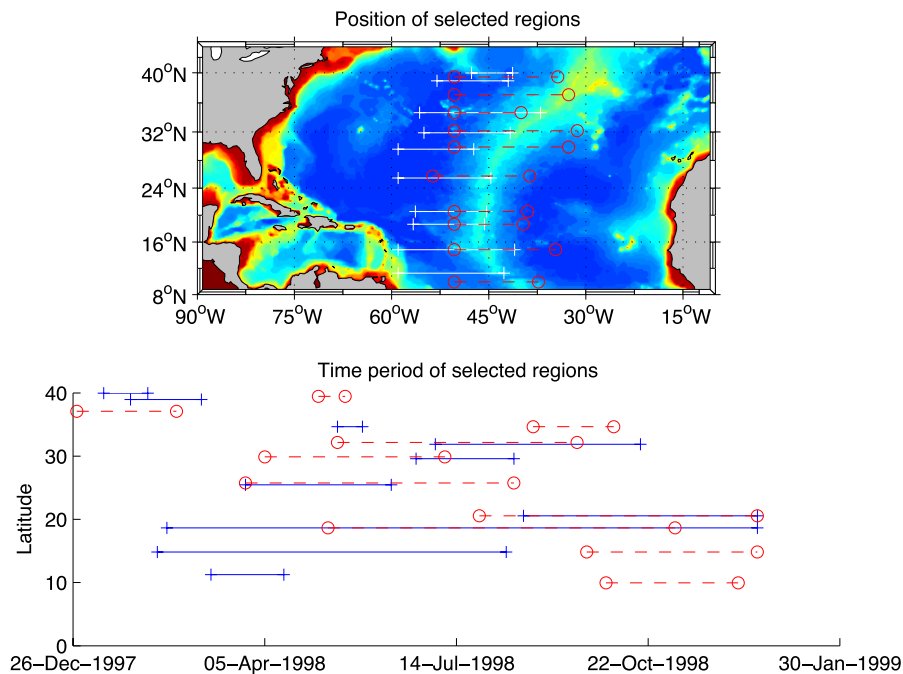 Position of selected regions
40°N
32°N
24°N
16°N
8°N
90°W 75°W 60°W 45°W 30°W 15°W
Time period of selected regions
Latitude
40
30
20
10
0
26–Dec–1997 05–Apr–1998 14–Jul–1998 22–Oct–1998 30–Jan–1999